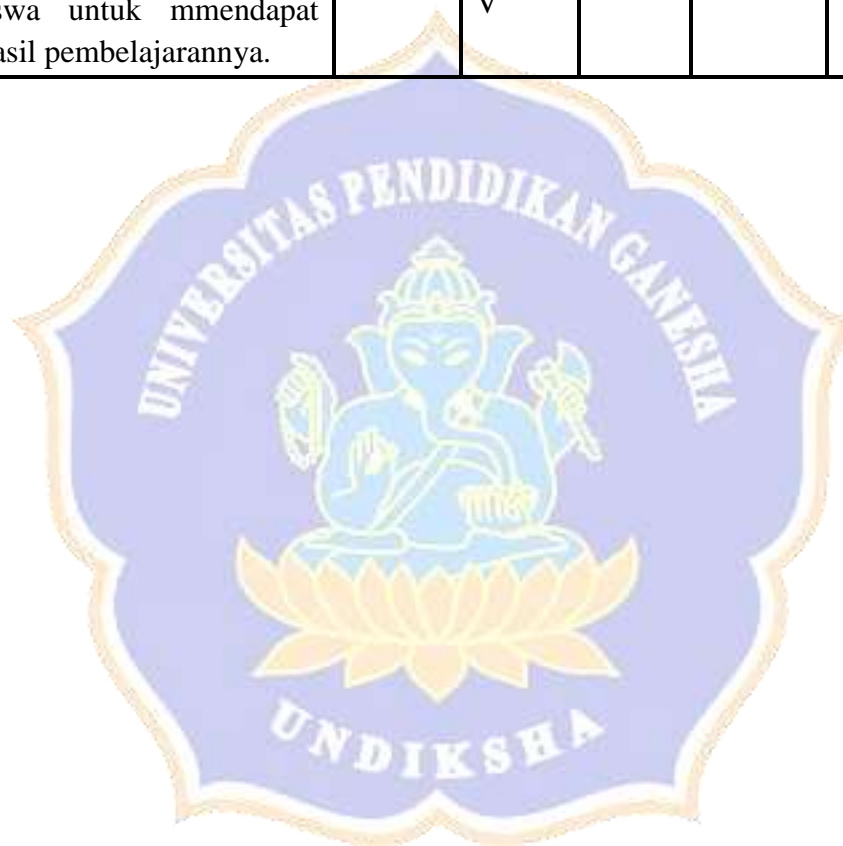 swa untuk mmendapat
asil pembelajarannya.
V
UNIVERSITAS PENDIDIKAN GANESHA
UNDIKSHA